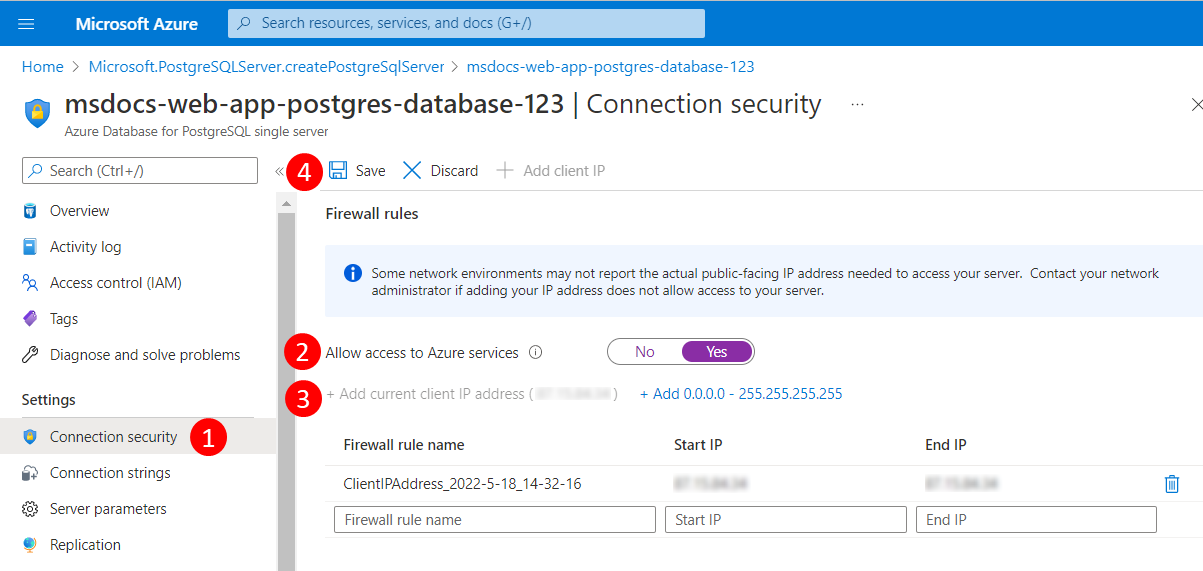 Microsoft Azure
Search resources, services, and docs (G+/)
Home > Microsoft.PostgreSQLServer.createPostgreSqlServer > msdocs-web-app-postgres-database-123
msdocs-web-app-postgres-database-123 | Connection security ...
Azure Database for PostgreSQL single server
Search (Ctrl+/)
Overview
Activity log
Access control (IAM)
Tags
Diagnose and solve problems
Settings
Connection security 1
Connection strings
Server parameters
Replication
4 Save Discard + Add client IP
Firewall rules
Some network environments may not report the actual public-facing IP address needed to access your server. Contact your network
administrator if adding your IP address does not allow access to your server.
2 Allow access to Azure services No Yes
3 + Add current client IP address ( ) + Add 0.0.0.0 - 255.255.255.255
Firewall rule name Start IP End IP
ClientIPAddress_2022-5-18_14-32-16
Firewall rule name Start IP End IP